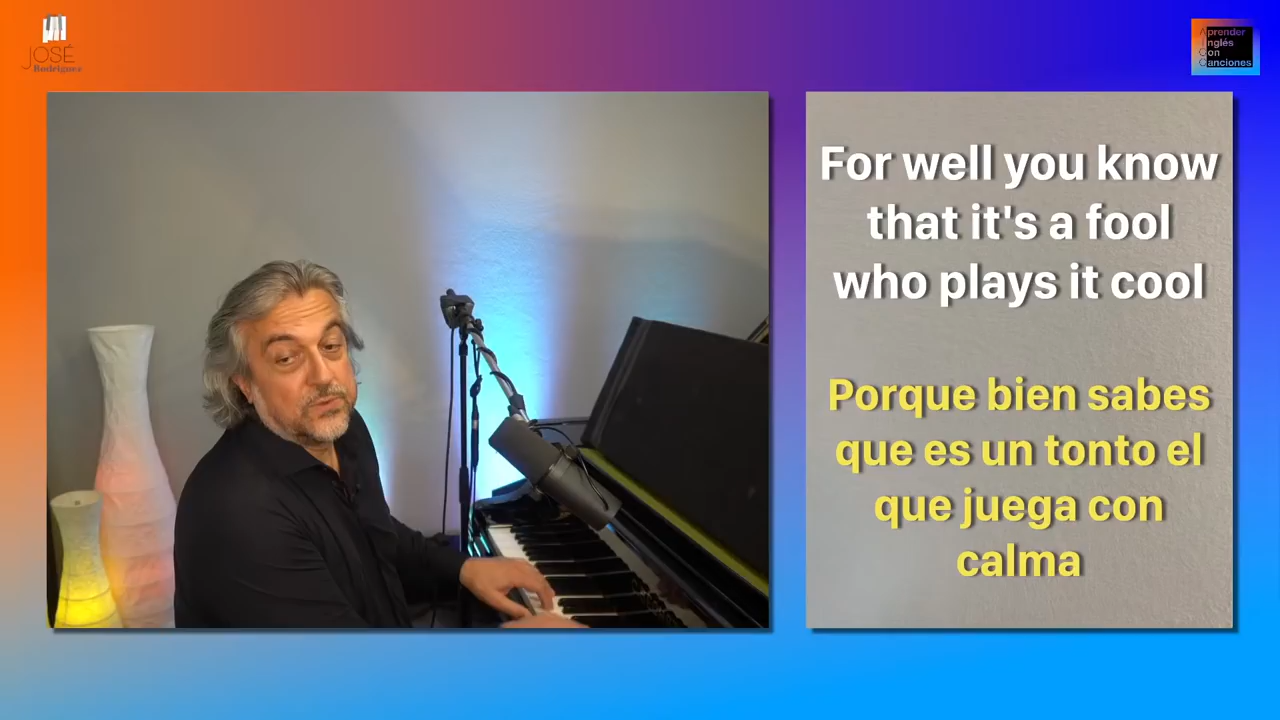 JOSÉ
Rodríguez
Aprender
Inglés
Con
Canciones
For well you know
that it's a fool
who plays it cool
Porque bien sabes
que es un tonto el
que juega con
calma